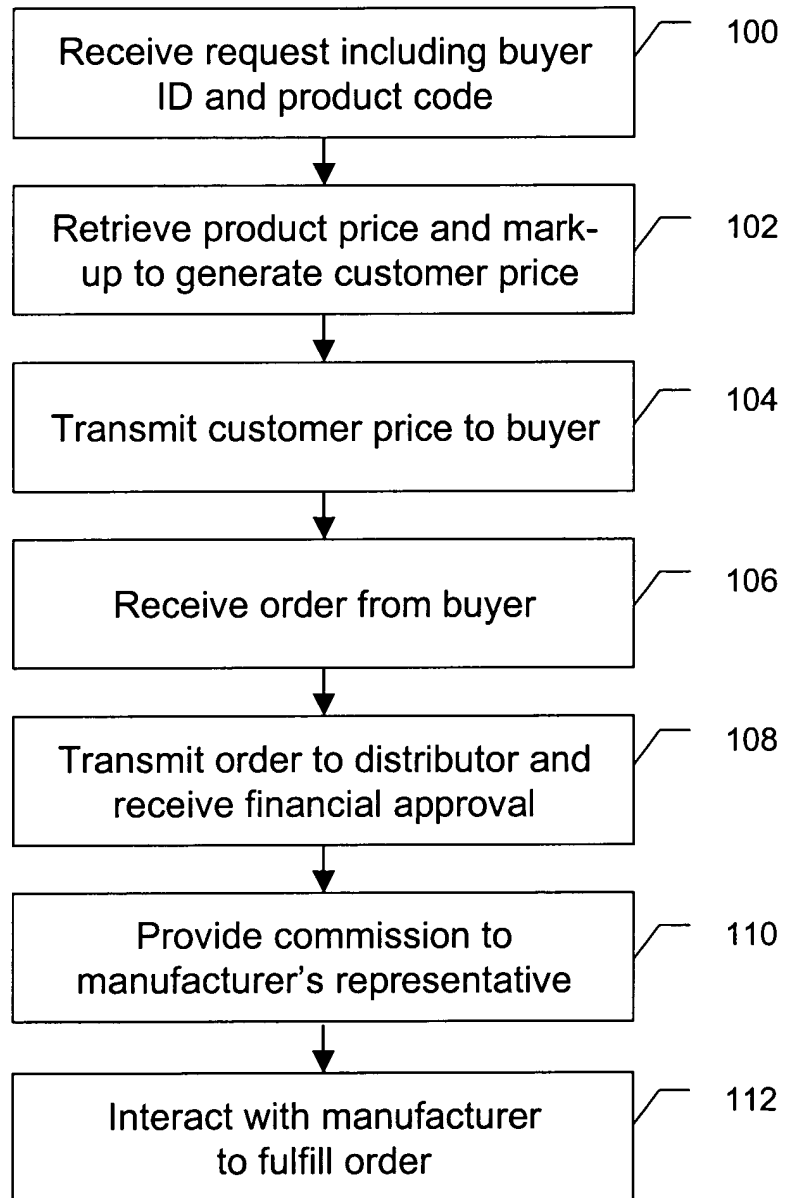 Receive request including buyer
ID and product code
100
Retrieve product price and mark-
up to generate customer price
102
Transmit customer price to buyer
104
Receive order from buyer
106
Transmit order to distributor and
receive financial approval
108
Provide commission to
manufacturer's representative
110
Interact with manufacturer
to fulfill order
112